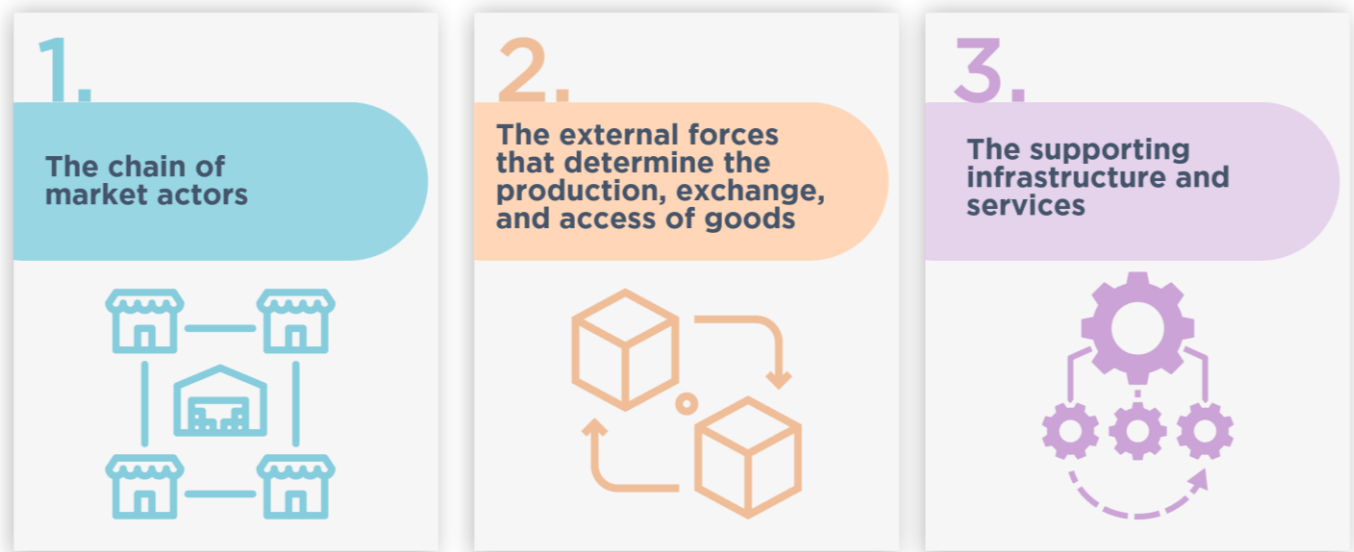 1.
The chain of
market actors
2.
The external forces
that determine the
production, exchange,
and access of goods
3.
The supporting
infrastructure and
services